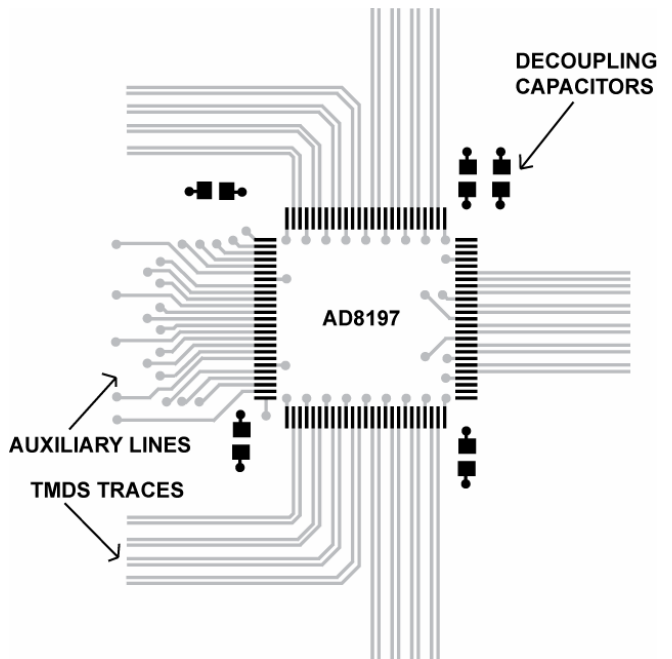 DECOUPLING
CAPACITORS
AD8197
AUXILIARY LINES
TMDS TRACES